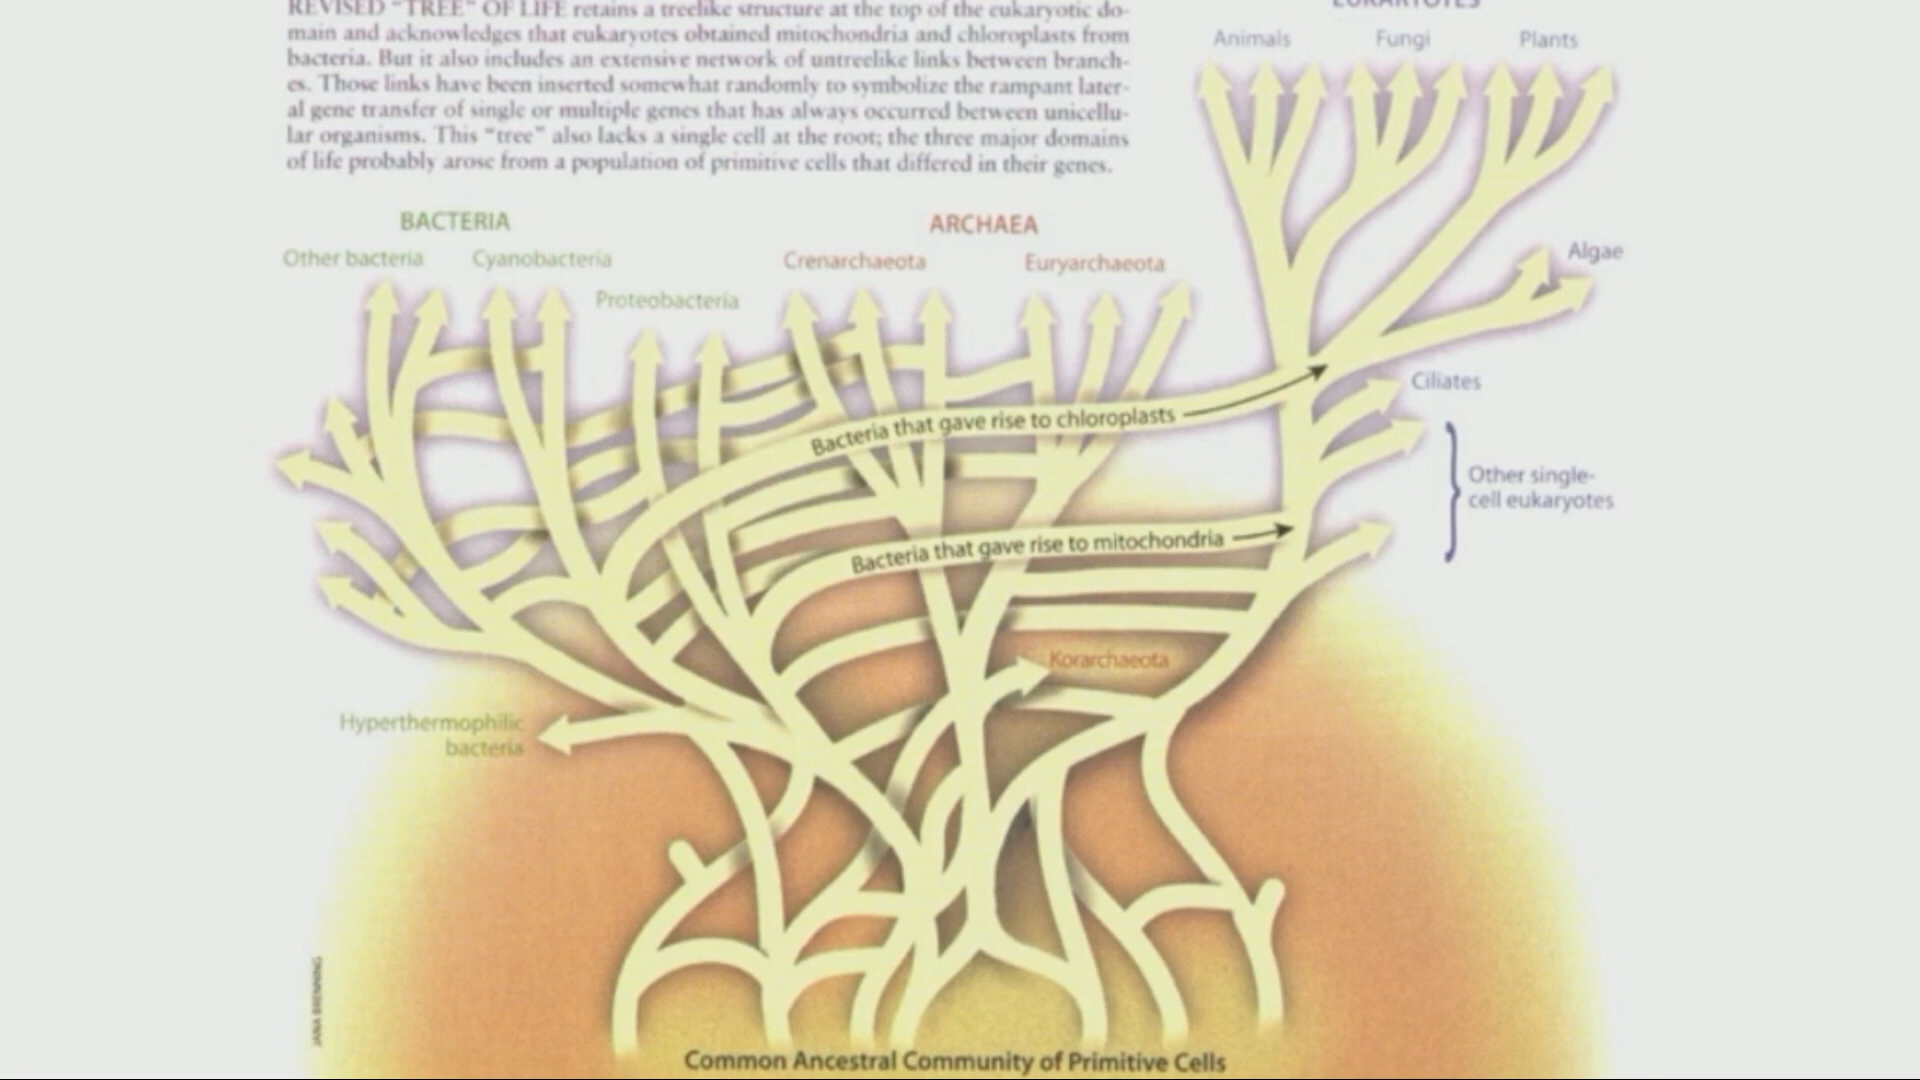 REVISED "TREE" OF LIFE retains a treelike structure at the top of the eukaryotic do-
main and acknowledges that eukaryotes obtained mitochondria and chloroplasts from
bacteria. But it also includes an extensive network of untreelike links between branch-
es. Those links have been inserted somewhat randomly to symbolize the rampant later-
al gene transfer of single or multiple genes that has always occurred between unicellu-
lar organisms. This "tree" also lacks a single cell at the root; the three major domains
of life probably arose from a population of primitive cells that differed in their genes.
EUKARYOTES
Animals
Fungi
Plants
BACTERIA
ARCHAEA
Other bacteria
Cyanobacteria
Proteobacteria
Crenarchaeota
Euryarchaeota
Algae
Ciliates
Bacteria that gave rise to chloroplasts
Other single-
cell eukaryotes
Bacteria that gave rise to mitochondria
Korarchaeota
Hyperthermophilic
bacteria
JANA BRENNING
Common Ancestral Community of Primitive Cells